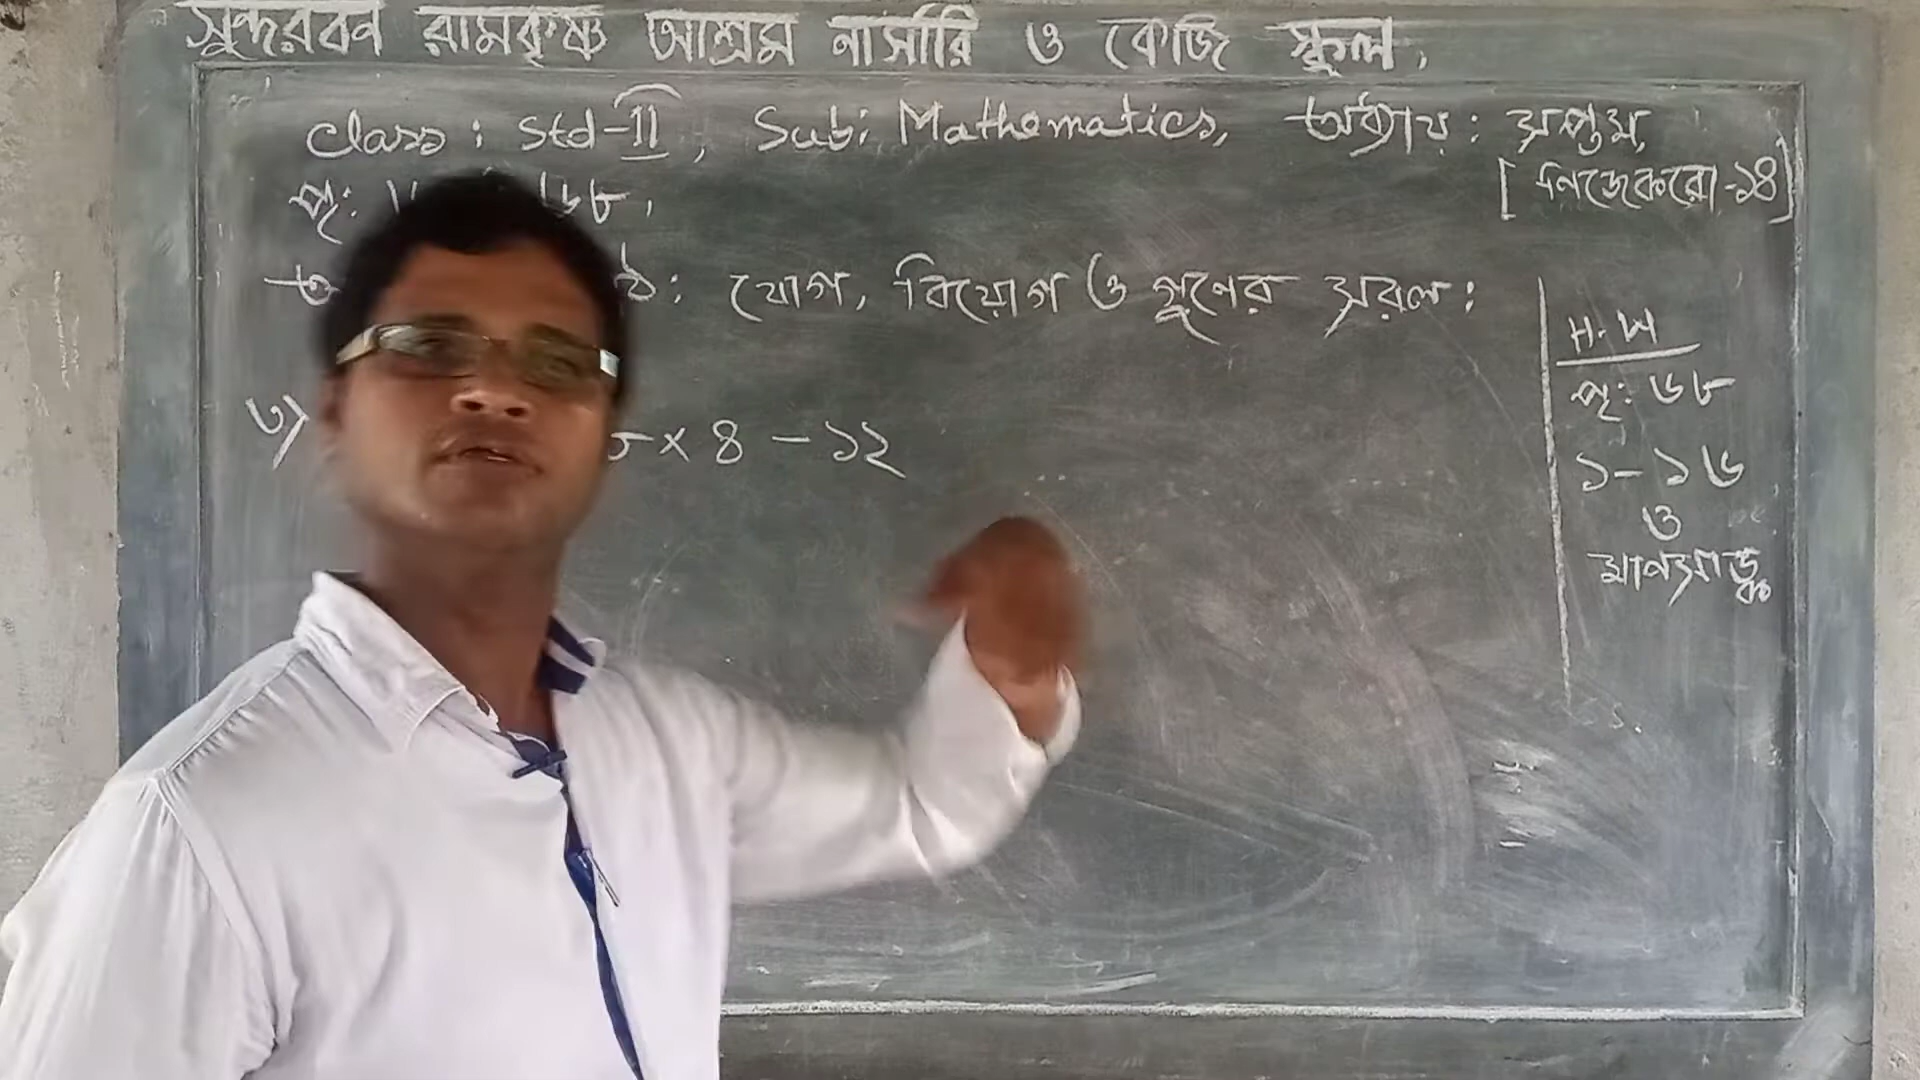 সুন্দরবন রামকৃষ্ণ আশ্রম নার্সারি ও কেজি স্কুল,
Class : Std-II, Sub: Mathematics, অধ্যায় : সপ্তম,
[ নিজেকরো-১৪]
পৃ: ৬৮,
: যোগ, বিয়োগ ও গুণের সরল :
৩) × ৪ – ১২
H.W
পৃ: ৬৮
১–১৬
ও
মানসাঙ্ক